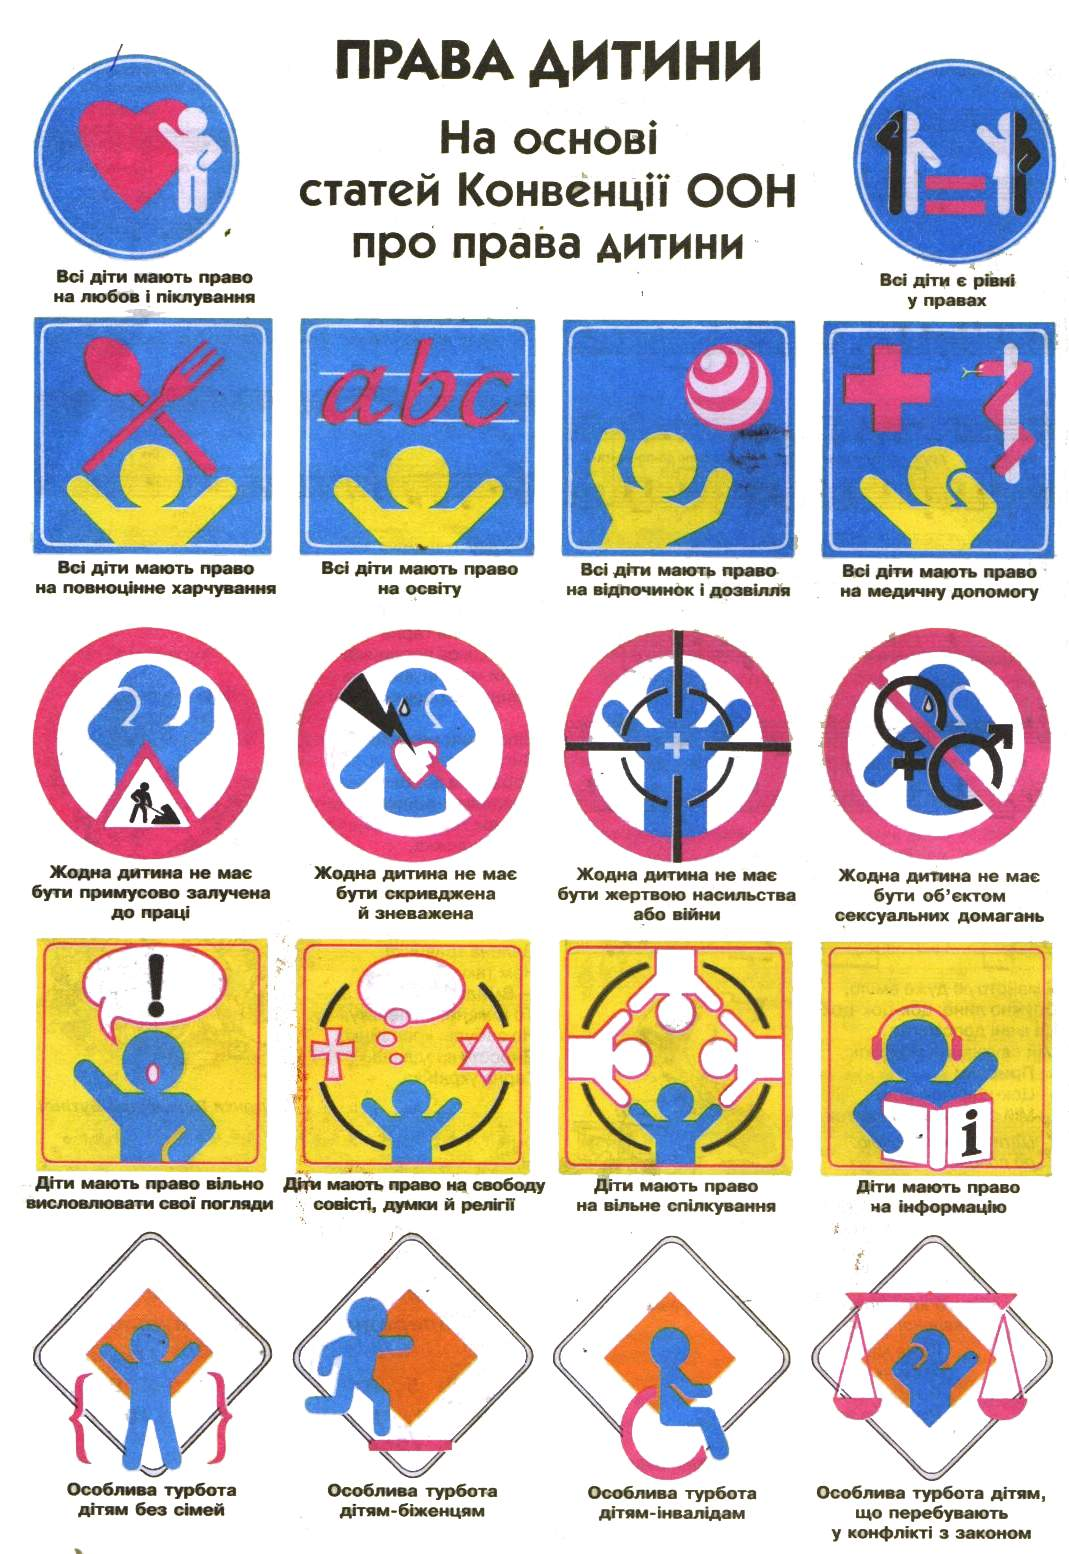 ПРАВА ДИТИНИ
На основі
статей Конвенції ООН
про права дитини
Всі діти мають право
на любов і піклування
Всі діти є рівні
у правах
abc
Всі діти мають право
на повноцінне харчування
Всі діти мають право
на освіту
Всі діти мають право
на відпочинок і дозвілля
Всі діти мають право
на медичну допомогу
Жодна дитина не має
бути примусово залучена
до праці
Жодна дитина не має
бути скривджена
й зневажена
Жодна дитина не має
бути жертвою насильства
або війни
Жодна дитина не має
бути об’єктом
сексуальних домагань
!
i
Діти мають право вільно
висловлювати свої погляди
Діти мають право на свободу
совісті, думки й релігії
Діти мають право
на вільне спілкування
Діти мають право
на інформацію
Особлива турбота
дітям без сімей
Особлива турбота
дітям-біженцям
Особлива турбота
дітям-інвалідам
Особлива турбота дітям,
що перебувають
у конфлікті з законом